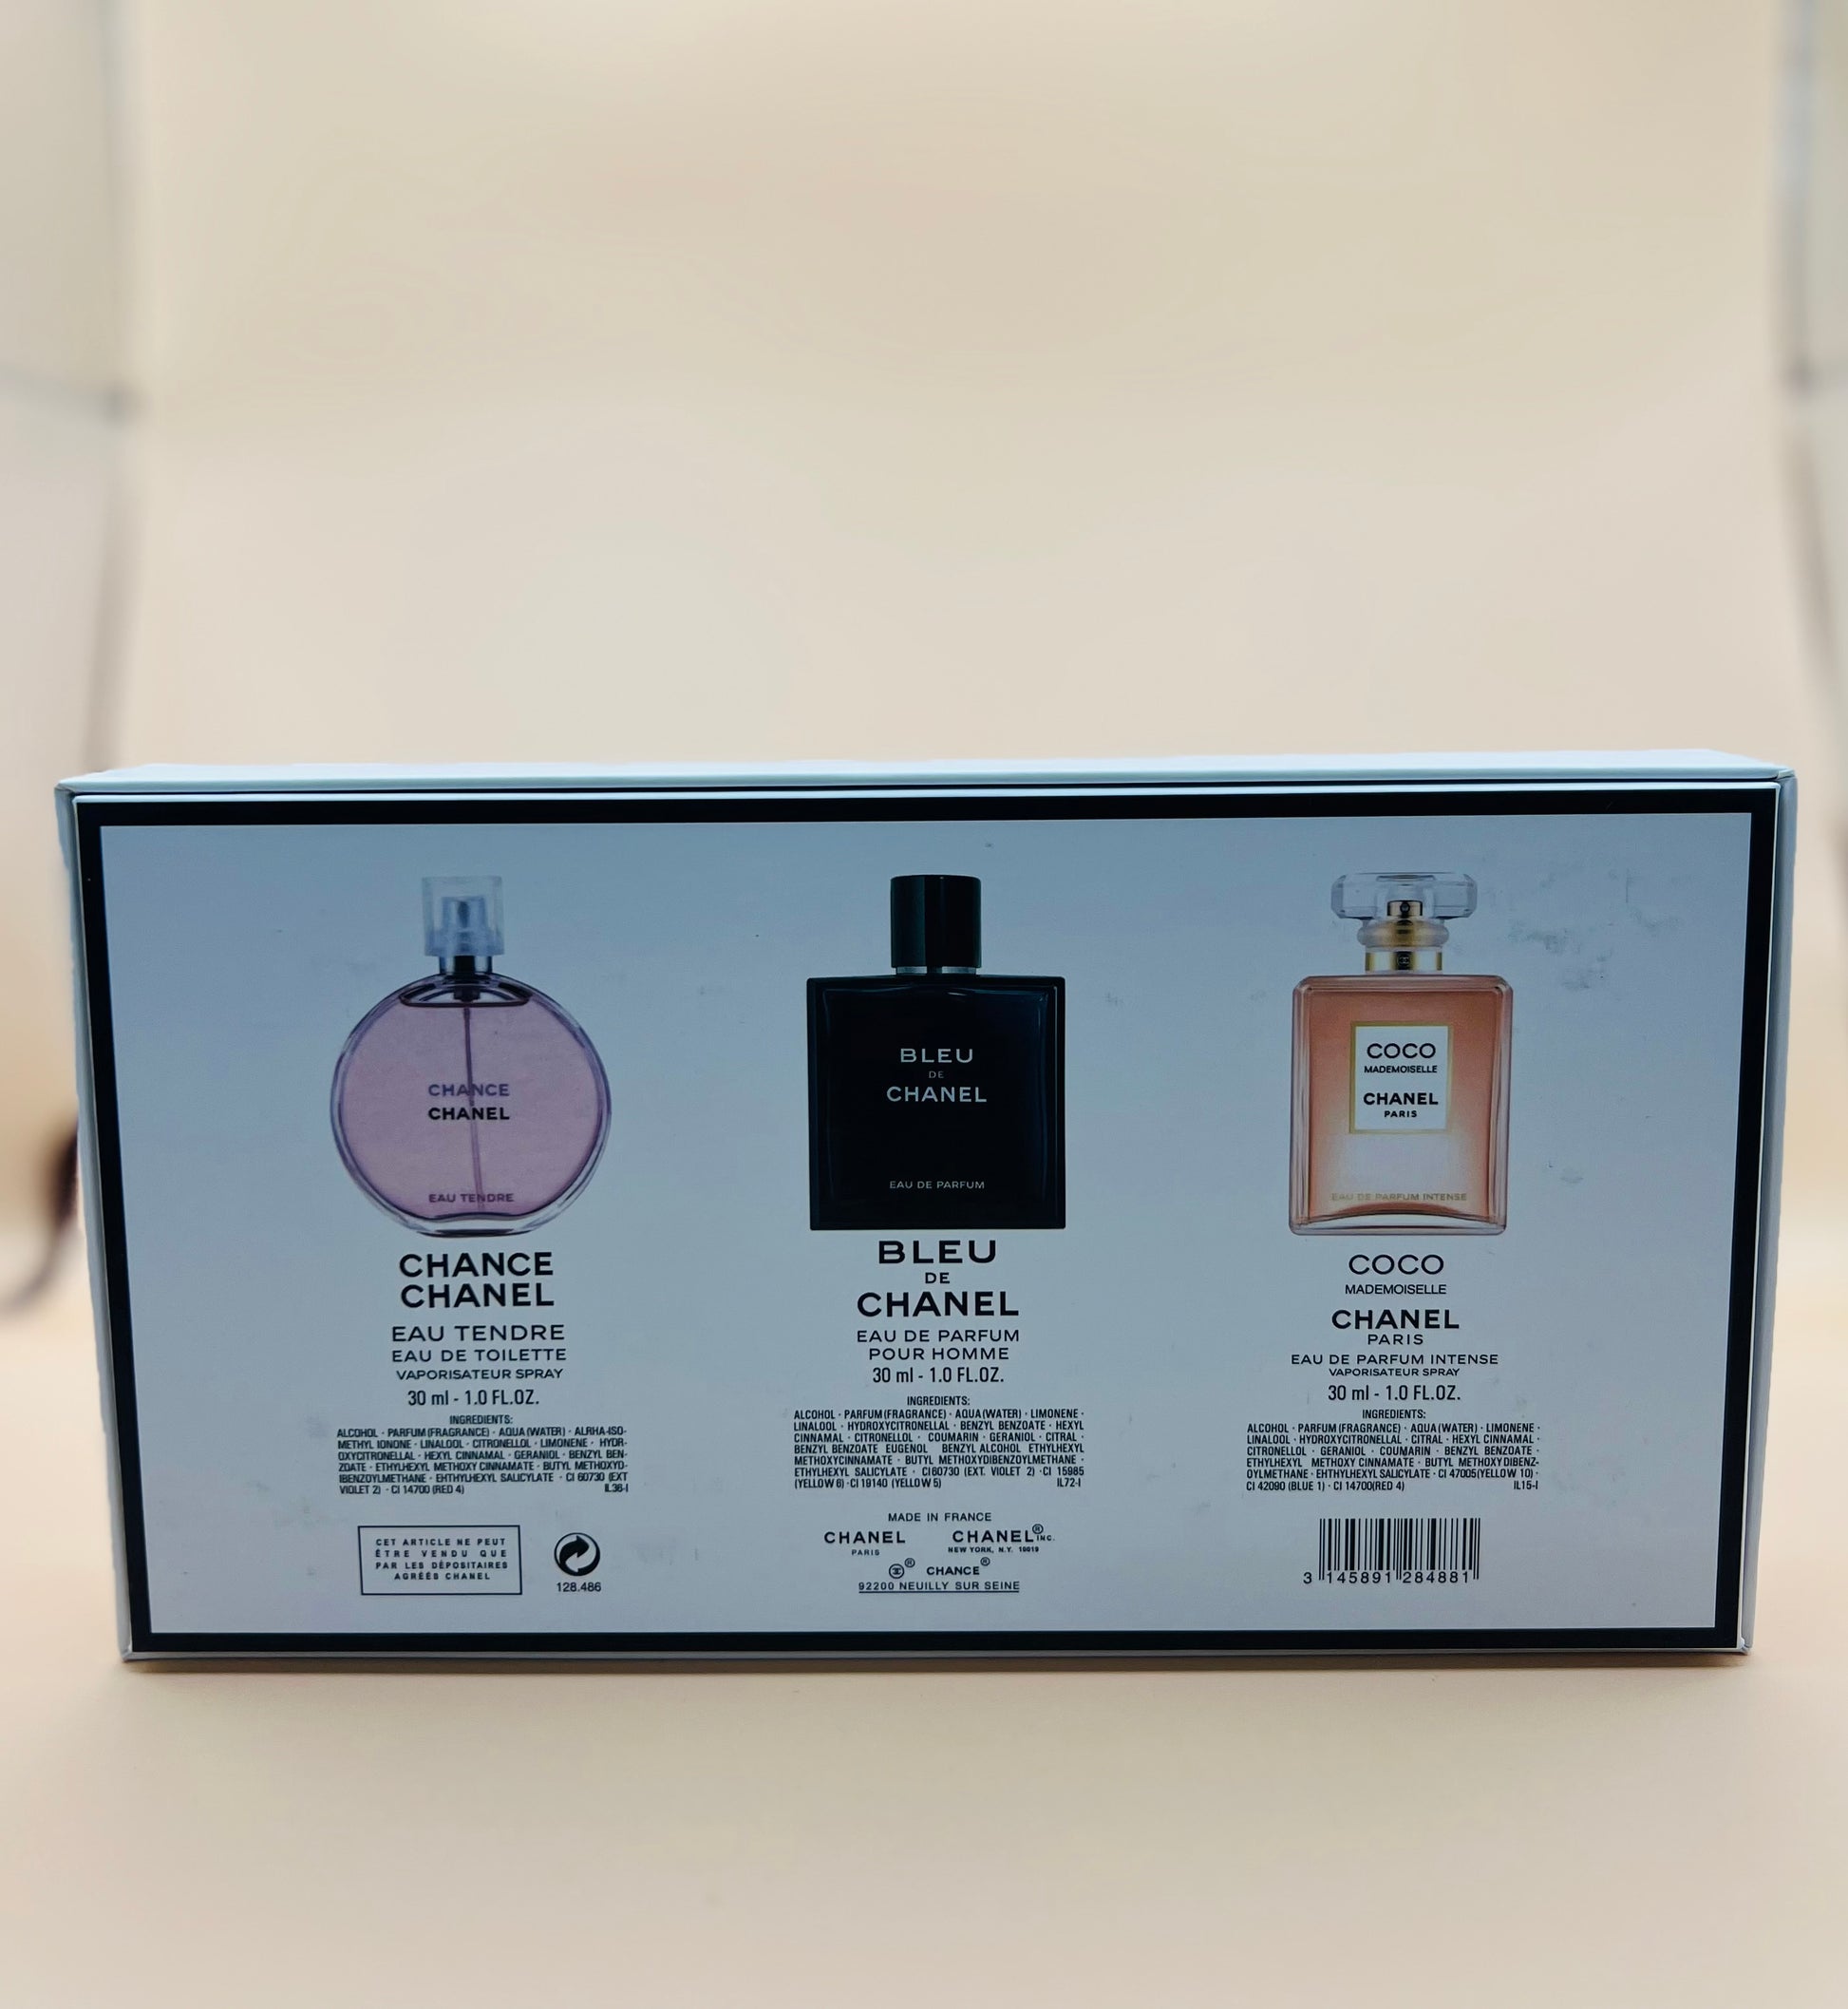 CHANCE
CHANEL
EAU TENDRE
CHANCE
CHANEL
EAU TENDRE
EAU DE TOILETTE
VAPORISATEUR SPRAY
30 ml - 1.0 FL.OZ.
INGREDIENTS:
ALCOHOL · PARFUM (FRAGRANCE) · AQUA (WATER) · ALRHA-ISO-
METHYL IONONE · LINALOOL · CITRONELLOL · LIMONENE · HYDR-
OXYCITRONELLAL · HEXYL CINNAMAL · GERANIOL · BENZYL BEN-
ZOATE · ETHYLHEXYL METHOXY CINNAMATE · BUTYL METHOXYD-
IBENZOYLMETHANE · EHTHYLHEXYL SALICYLATE · CI 60730 (EXT
VIOLET 2) · CI 14700 (RED 4) IL36-I
CET ARTICLE NE PEUT
ÊTRE VENDU QUE
PAR LES DÉPOSITAIRES
AGRÉÉS CHANEL
128.486
BLEU
DE
CHANEL
EAU DE PARFUM
BLEU
DE
CHANEL
EAU DE PARFUM
POUR HOMME
30 ml - 1.0 FL.OZ.
INGREDIENTS:
ALCOHOL · PARFUM (FRAGRANCE) · AQUA (WATER) · LIMONENE ·
LINALOOL · HYDROXYCITRONELLAL · BENZYL BENZOATE · HEXYL
CINNAMAL · CITRONELLOL · COUMARIN · GERANIOL · CITRAL ·
BENZYL BENZOATE EUGENOL BENZYL ALCOHOL ETHYLHEXYL
METHOXYCINNAMATE · BUTYL METHOXYDIBENZOYLMETHANE ·
ETHYLHEXYL SALICYLATE · CI60730 (EXT. VIOLET 2) ·CI 15985
(YELLOW 6) ·CI 19140 (YELLOW 5) IL72-I
MADE IN FRANCE
CHANEL
PARIS
CHANEL® INC.
NEW YORK, N.Y. 10019
® CHANCE®
92200 NEUILLY SUR SEINE
COCO
MADEMOISELLE
CHANEL
PARIS
EAU DE PARFUM INTENSE
COCO
MADEMOISELLE
CHANEL
PARIS
EAU DE PARFUM INTENSE
VAPORISATEUR SPRAY
30 ml - 1.0 FL.OZ.
INGREDIENTS:
ALCOHOL · PARFUM (FRAGRANCE) · AQUA (WATER) · LIMONENE ·
LINALOOL · HYDROXYCITRONELLAL · CITRAL · HEXYL CINNAMAL ·
CITRONELLOL · GERANIOL · COUMARIN · BENZYL BENZOATE ·
ETHYLHEXYL METHOXY CINNAMATE · BUTYL METHOXYDIBENZ-
OYLMETHANE · EHTHYLHEXYL SALICYLATE · CI 47005(YELLOW 10) ·
CI 42090 (BLUE 1) · CI 14700(RED 4) IL15-I
3 145891 284881